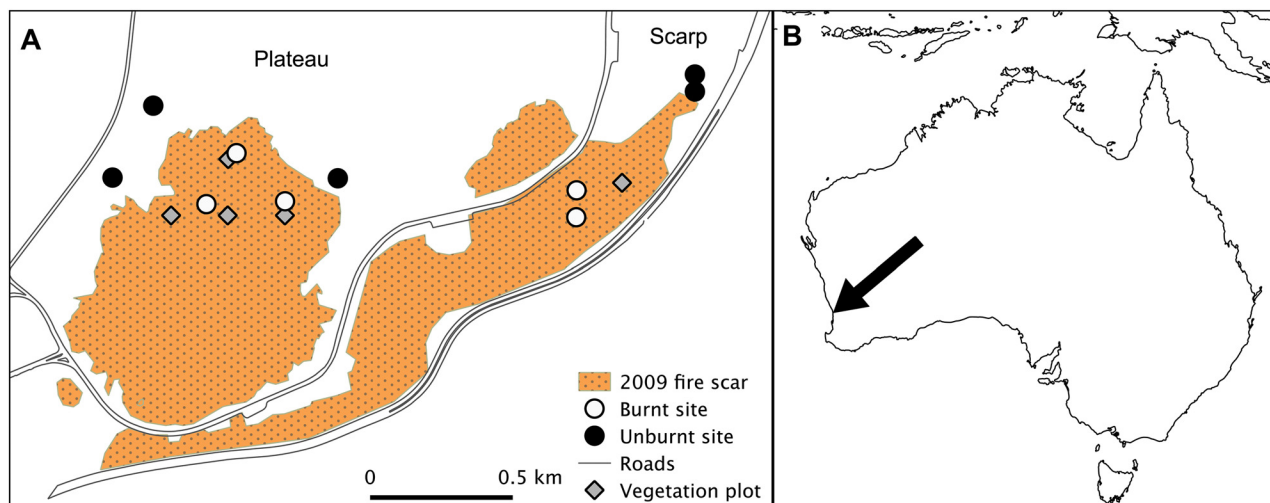 A
Plateau
Scarp
2009 fire scar
Burnt site
Unburnt site
Roads
Vegetation plot
0 0.5 km
B